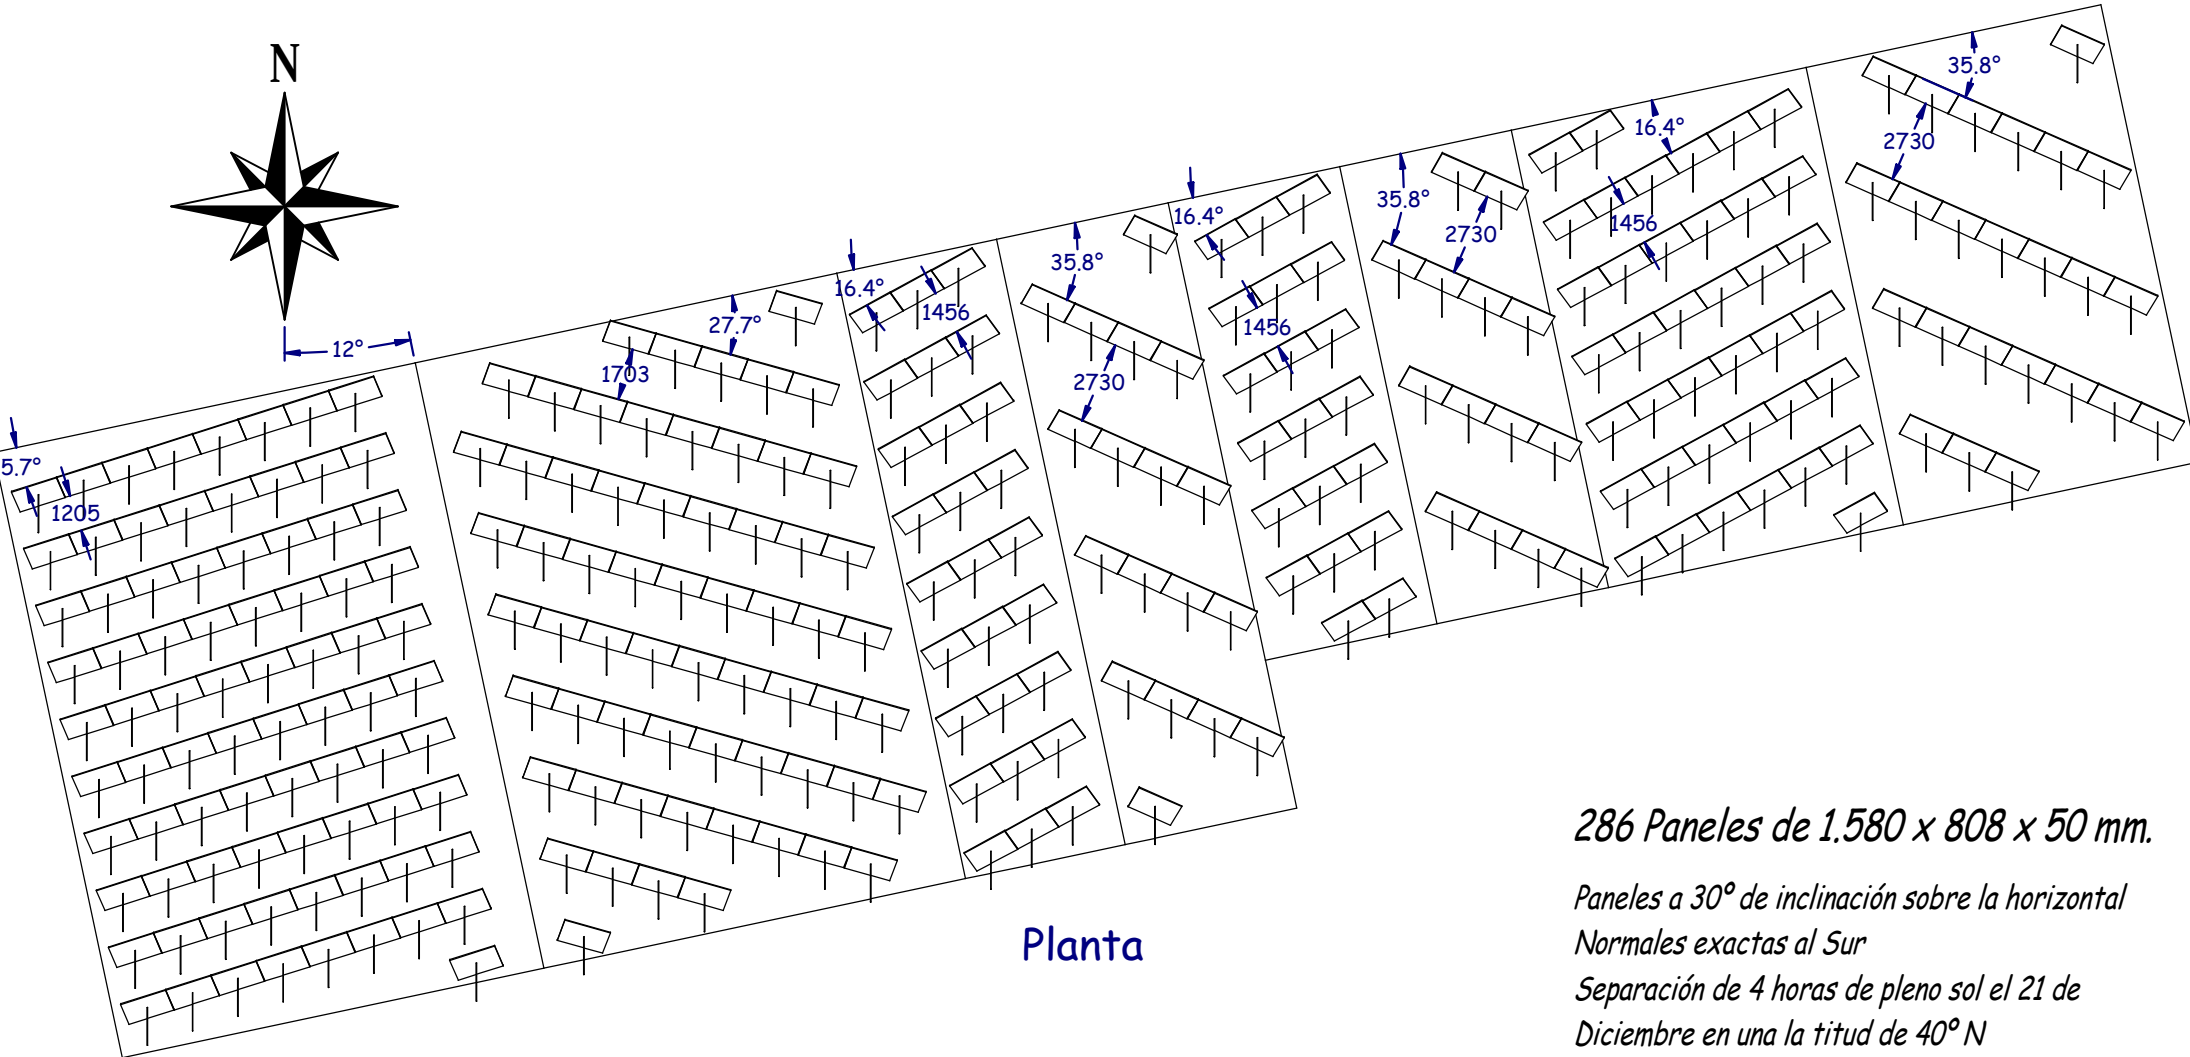 N
35.8°
2730
16.4°
1456
35.8°
2730
16.4°
1456
35.8°
2730
16.4°
1456
27.7°
1703
12°
5.7°
1205
Planta
286 Paneles de 1.580 x 808 x 50 mm.
Paneles a 30º de inclinación sobre la horizontal
Normales exactas al Sur
Separación de 4 horas de pleno sol el 21 de
Diciembre en una la titud de 40º N